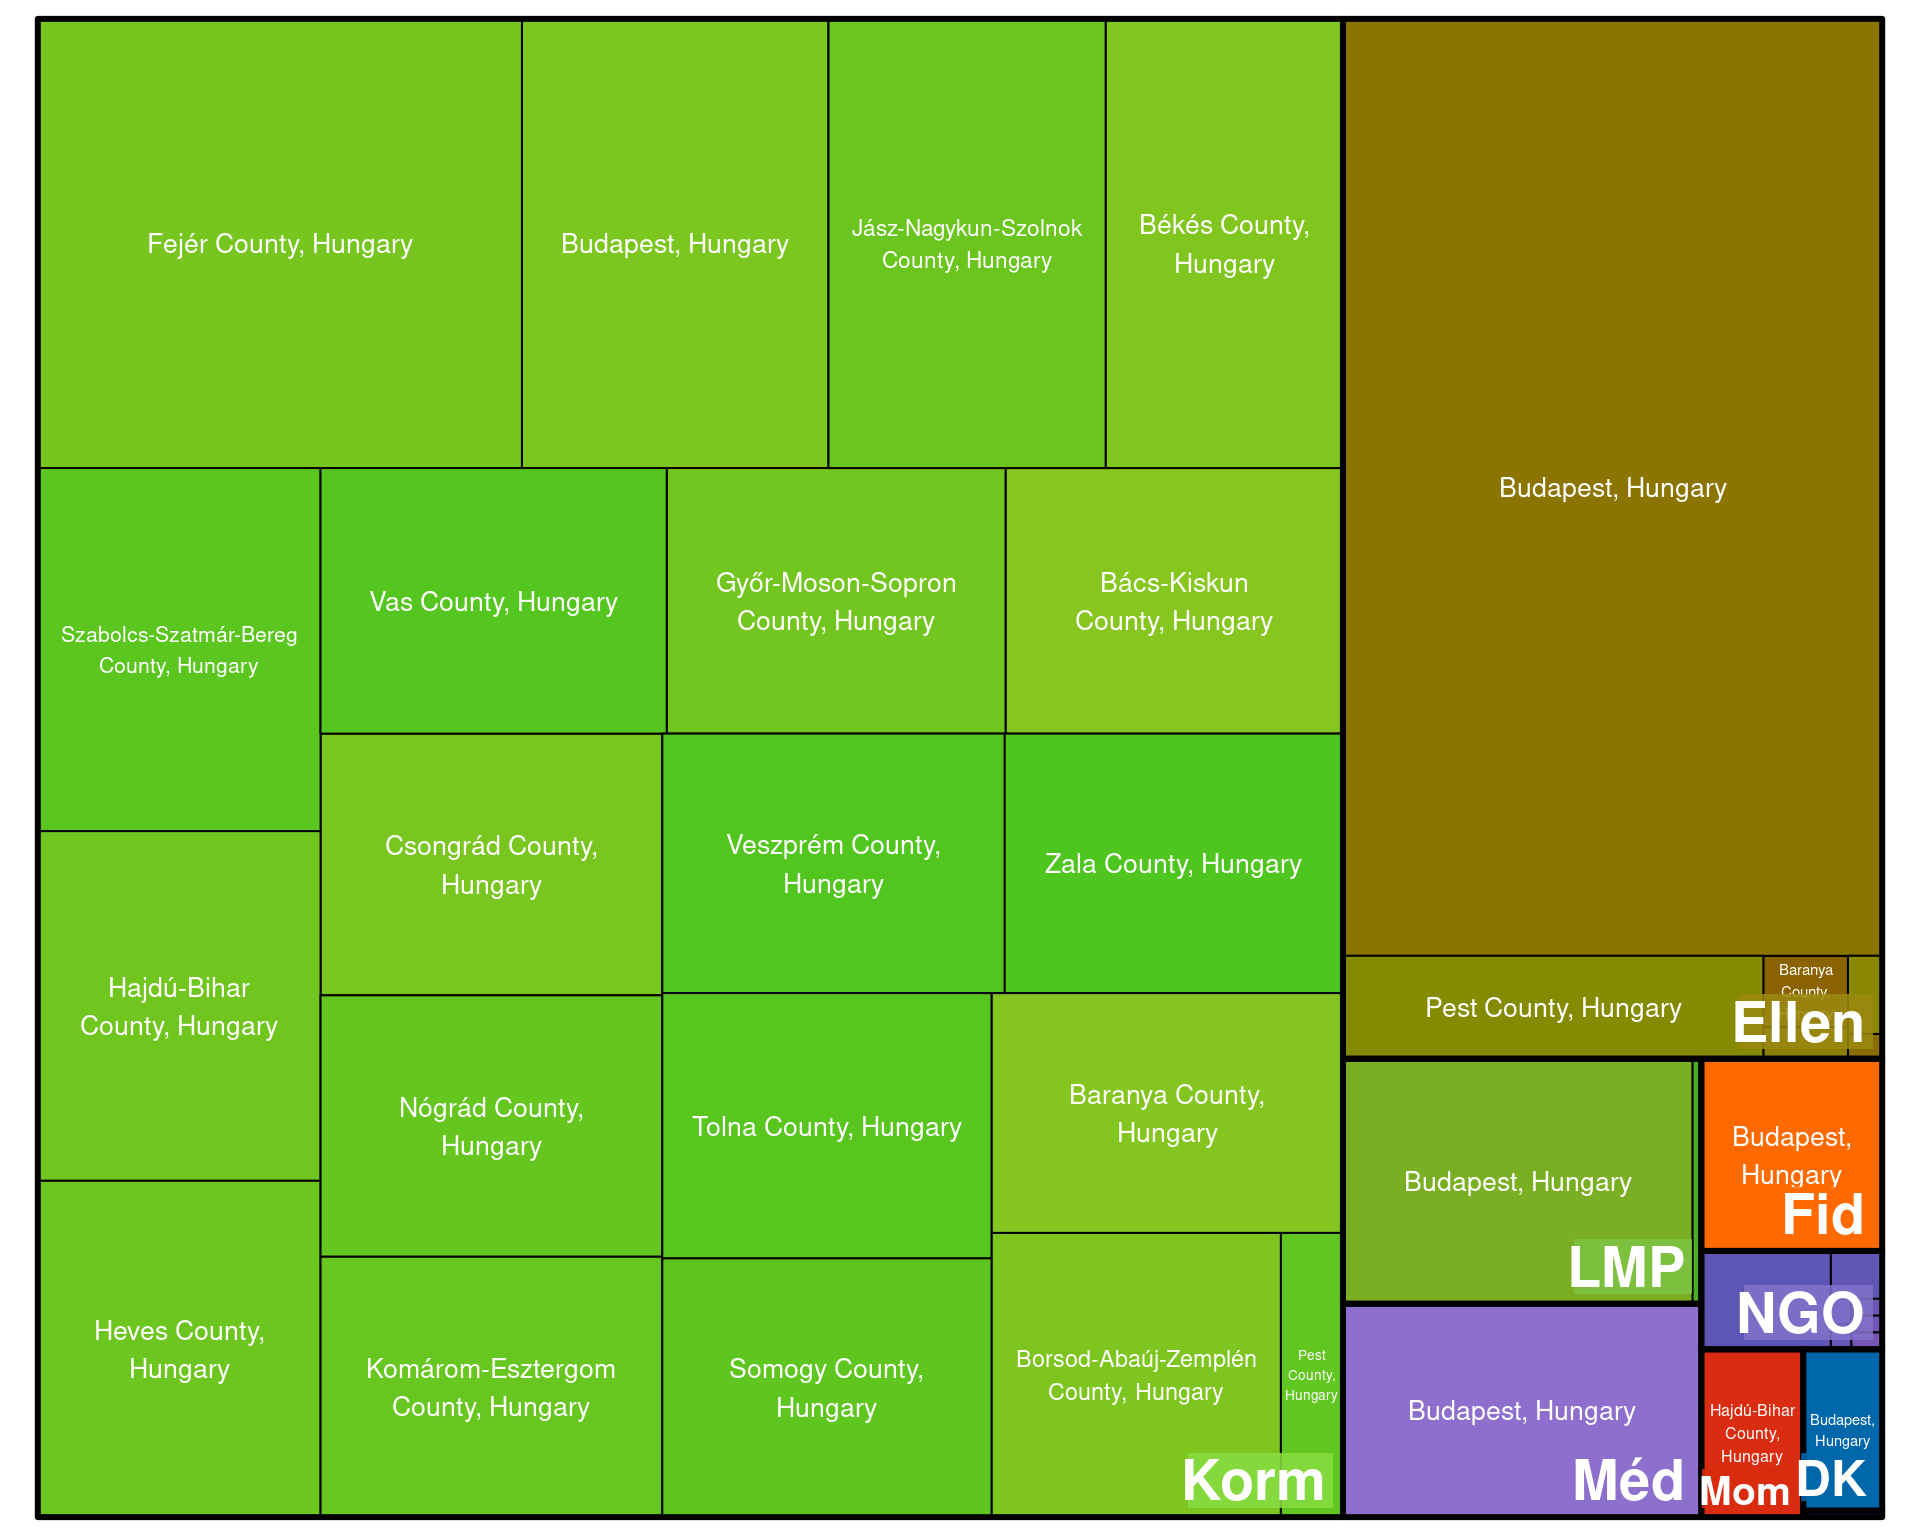 Fejér County, Hungary
Budapest, Hungary
Jász-Nagykun-Szolnok
County, Hungary
Békés County,
Hungary
Szabolcs-Szatmár-Bereg
County, Hungary
Vas County, Hungary
Győr-Moson-Sopron
County, Hungary
Bács-Kiskun
County, Hungary
Hajdú-Bihar
County, Hungary
Csongrád County,
Hungary
Veszprém County,
Hungary
Zala County, Hungary
Heves County,
Hungary
Nógrád County,
Hungary
Komárom-Esztergom
County, Hungary
Tolna County, Hungary
Somogy County,
Hungary
Baranya County,
Hungary
Borsod-Abaúj-Zemplén
County, Hungary
Pest
County,
Hungary
Korm
Budapest, Hungary
Pest County, Hungary
Baranya
County,
Ellen
Budapest, Hungary
LMP
Budapest, Hungary
Méd
Budapest,
Hungary
Fid
NGO
Hajdú-Bihar
County,
Hungary
Mom
Budapest,
Hungary
DK